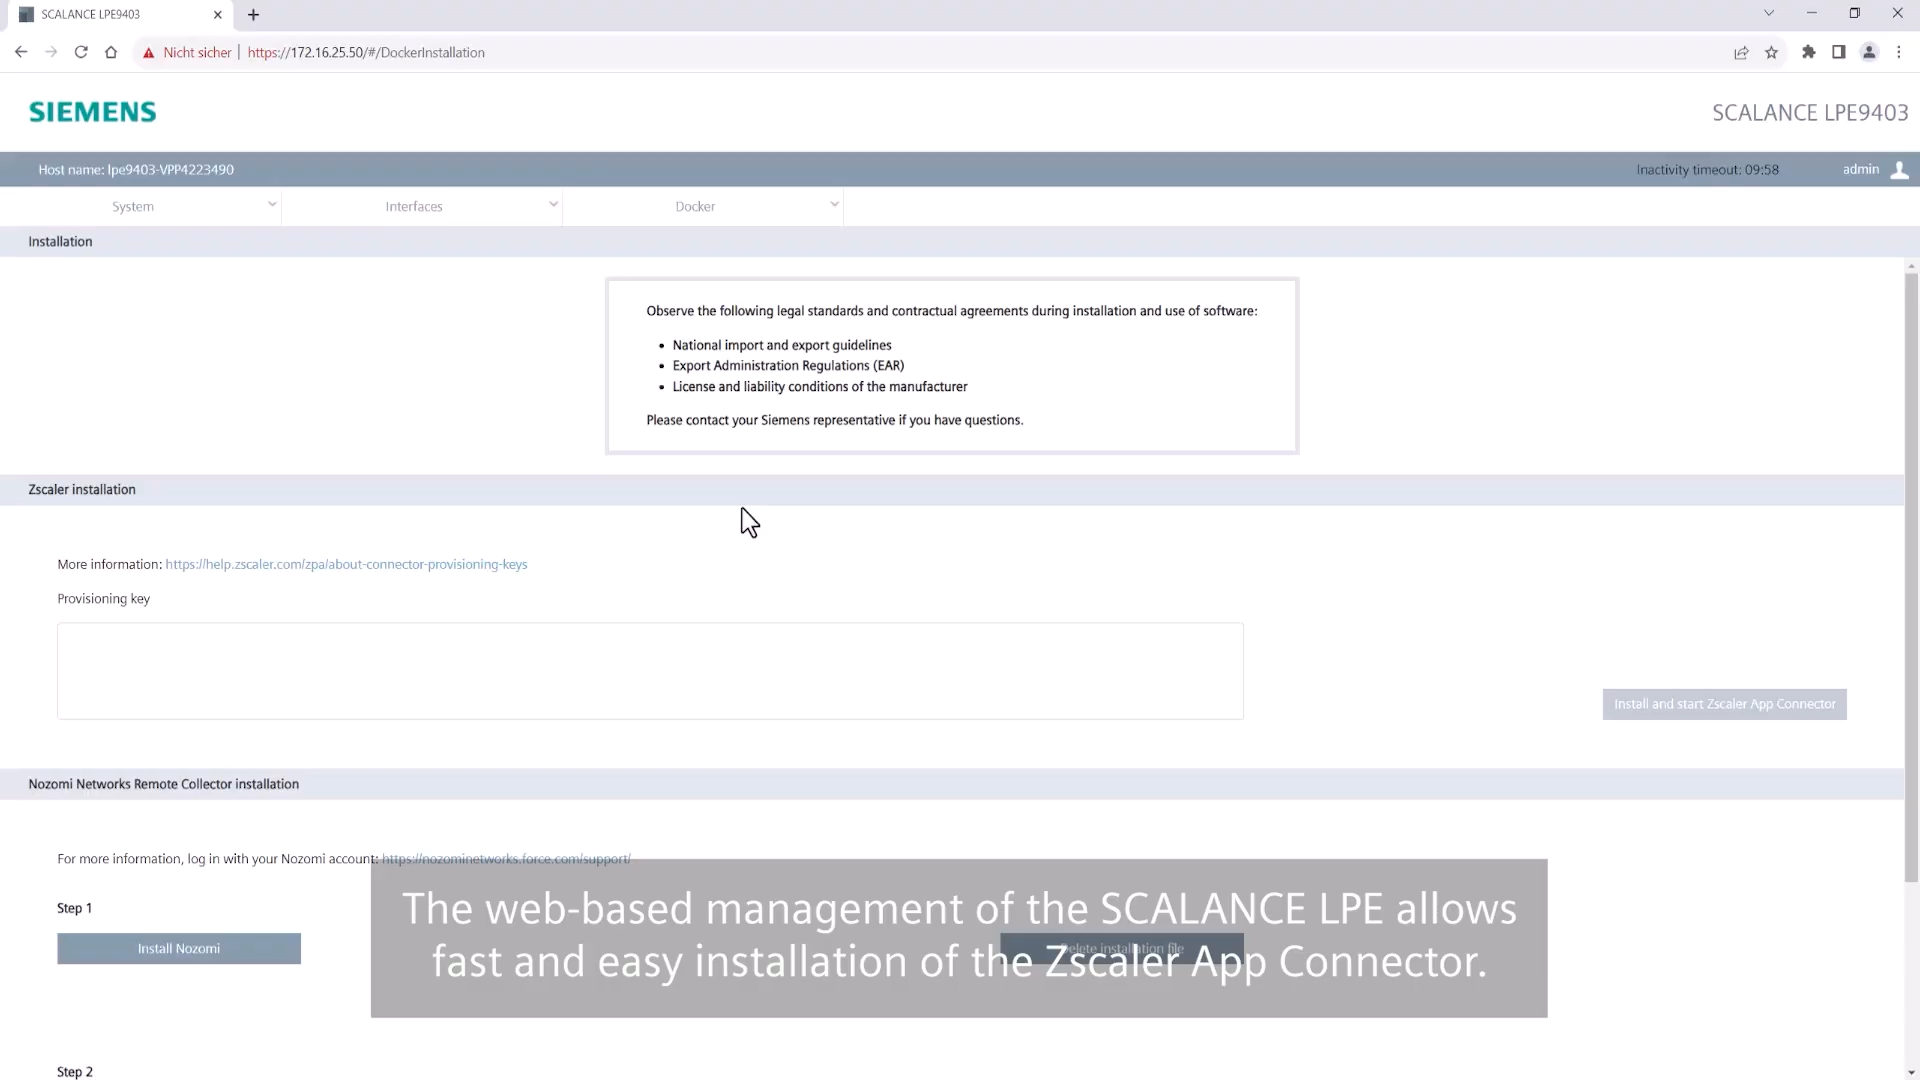 SCALANCE LPE9403
Nicht sicher | https://172.16.25.50/#/DockerInstallation
SIEMENS
SCALANCE LPE9403
Host name: lpe9403-VPP4223490
Inactivity timeout: 09:58
admin
System
Interfaces
Docker
Installation
Observe the following legal standards and contractual agreements during installation and use of software:
• National import and export guidelines
• Export Administration Regulations (EAR)
• License and liability conditions of the manufacturer
Please contact your Siemens representative if you have questions.
Zscaler installation
More information: https://help.zscaler.com/zpa/about-connector-provisioning-keys
Provisioning key
Install and start Zscaler App Connector
Nozomi Networks Remote Collector installation
For more information, log in with your Nozomi account: https://nozominetworks.force.com/support/
Step 1
Install Nozomi
Delete installation file
The web-based management of the SCALANCE LPE allows
fast and easy installation of the Zscaler App Connector.
Step 2